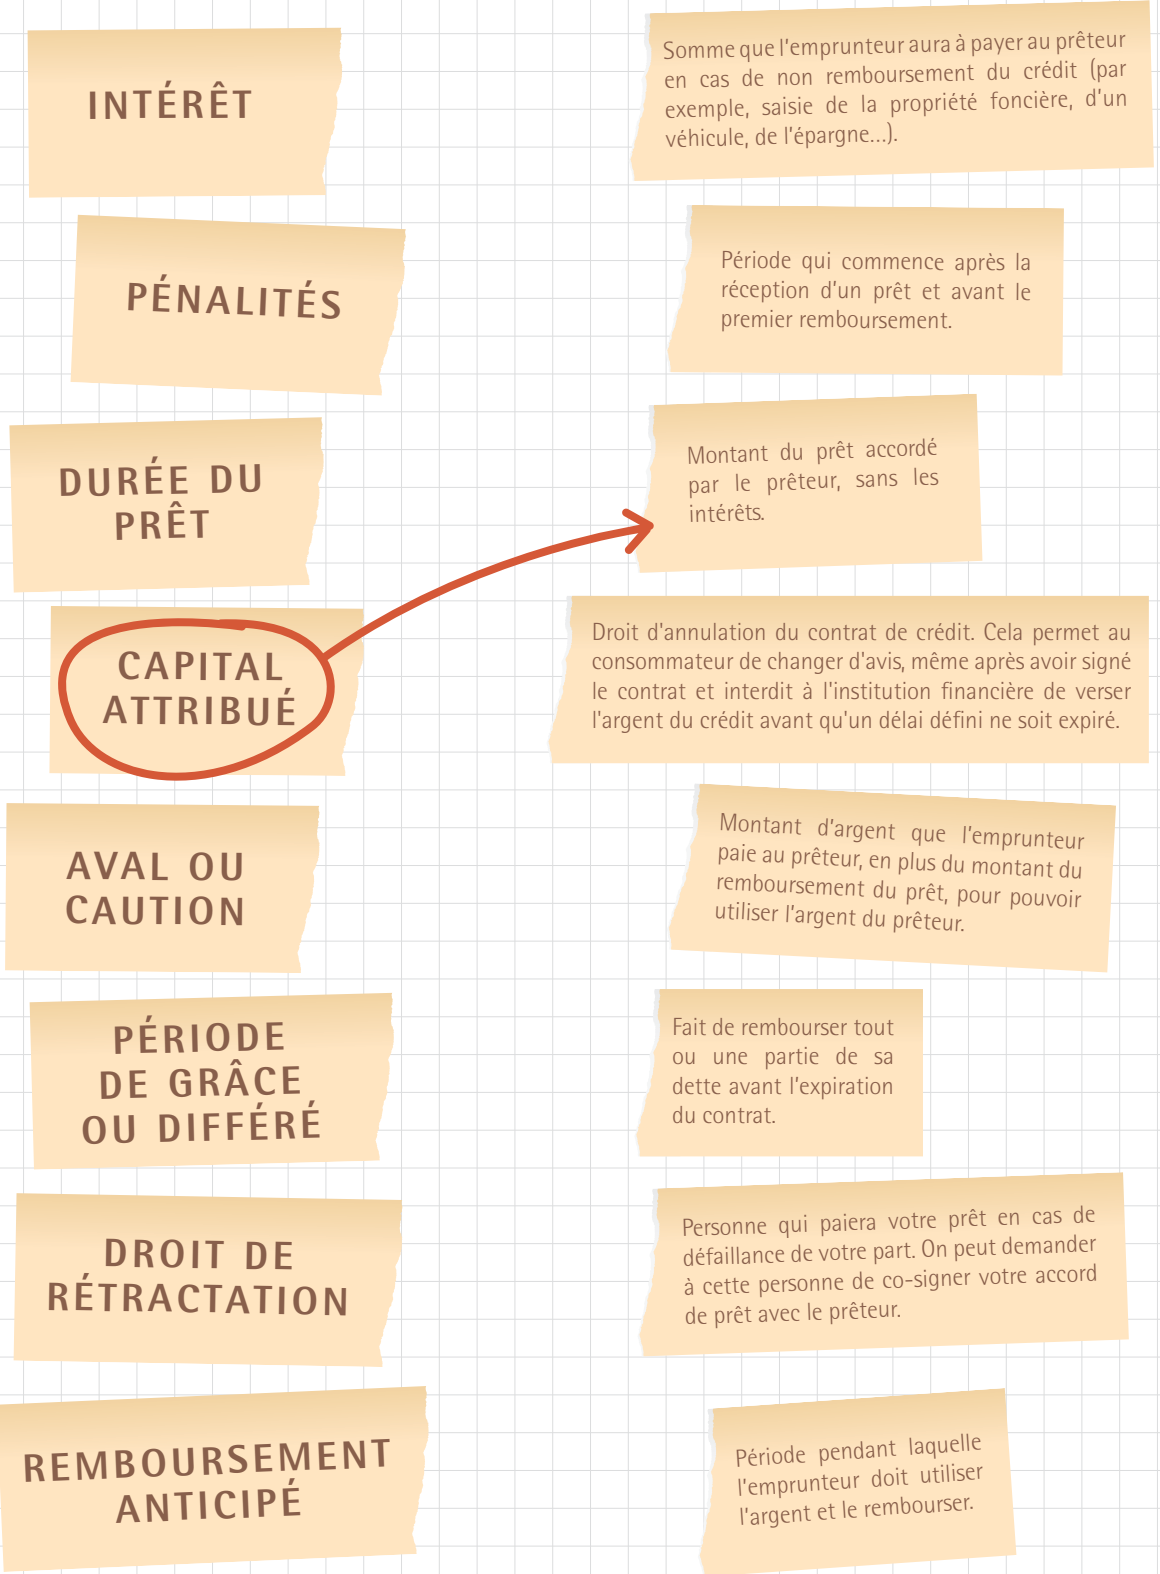 INTÉRÊT
Somme que l'emprunteur aura à payer au prêteur
en cas de non remboursement du crédit (par
exemple, saisie de la propriété foncière, d'un
véhicule, de l'épargne...).
PÉNALITÉS
Période qui commence après la
réception d'un prêt et avant le
premier remboursement.
DURÉE DU
PRÊT
Montant du prêt accordé
par le prêteur, sans les
intérêts.
CAPITAL
ATTRIBUÉ
Droit d'annulation du contrat de crédit. Cela permet au
consommateur de changer d'avis, même après avoir signé
le contrat et interdit à l'institution financière de verser
l'argent du crédit avant qu'un délai défini ne soit expiré.
AVAL OU
CAUTION
Montant d'argent que l'emprunteur
paie au prêteur, en plus du montant du
remboursement du prêt, pour pouvoir
utiliser l'argent du prêteur.
PÉRIODE
DE GRÂCE
OU DIFFÉRÉ
Fait de rembourser tout
ou une partie de sa
dette avant l'expiration
du contrat.
DROIT DE
RÉTRACTATION
Personne qui paiera votre prêt en cas de
défaillance de votre part. On peut demander
à cette personne de co-signer votre accord
de prêt avec le prêteur.
REMBOURSEMENT
ANTICIPÉ
Période pendant laquelle
l'emprunteur doit utiliser
l'argent et le rembourser.